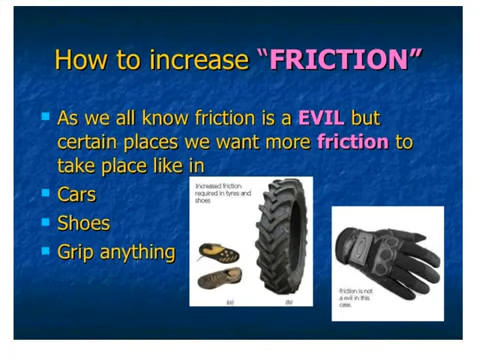 How to increase “FRICTION”
As we all know friction is a EVIL but
certain places we want more friction to
take place like in
Cars
Shoes
Grip anything
Increased friction
required in tyres and
shoes
(a)
(b)
friction is not
a evil in this
case.